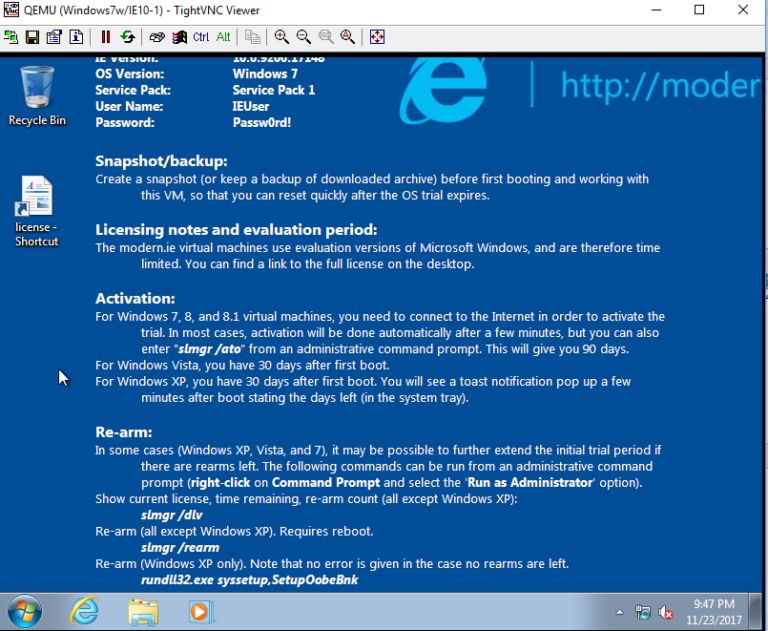 QEMU (Windows7w/IE10-1) - TightVNC Viewer
Ctrl Alt
IE Version: 10.0.9200.17148
OS Version: Windows 7
Service Pack: Service Pack 1
User Name: IEUser
Password: Passw0rd!
http://moder
Recycle Bin
license -
Shortcut
Snapshot/backup:
Create a snapshot (or keep a backup of downloaded archive) before first booting and working with
this VM, so that you can reset quickly after the OS trial expires.
Licensing notes and evaluation period:
The modern.ie virtual machines use evaluation versions of Microsoft Windows, and are therefore time
limited. You can find a link to the full license on the desktop.
Activation:
For Windows 7, 8, and 8.1 virtual machines, you need to connect to the Internet in order to activate the
trial. In most cases, activation will be done automatically after a few minutes, but you can also
enter "slmgr /ato" from an administrative command prompt. This will give you 90 days.
For Windows Vista, you have 30 days after first boot.
For Windows XP, you have 30 days after first boot. You will see a toast notification pop up a few
minutes after boot stating the days left (in the system tray).
Re-arm:
In some cases (Windows XP, Vista, and 7), it may be possible to further extend the initial trial period if
there are rearms left. The following commands can be run from an administrative command
prompt (right-click on Command Prompt and select the 'Run as Administrator' option).
Show current license, time remaining, re-arm count (all except Windows XP):
slmgr /dlv
Re-arm (all except Windows XP). Requires reboot.
slmgr /rearm
Re-arm (Windows XP only). Note that no error is given in the case no rearms are left.
rundll32.exe syssetup,SetupOobeBnk
9:47 PM
11/23/2017